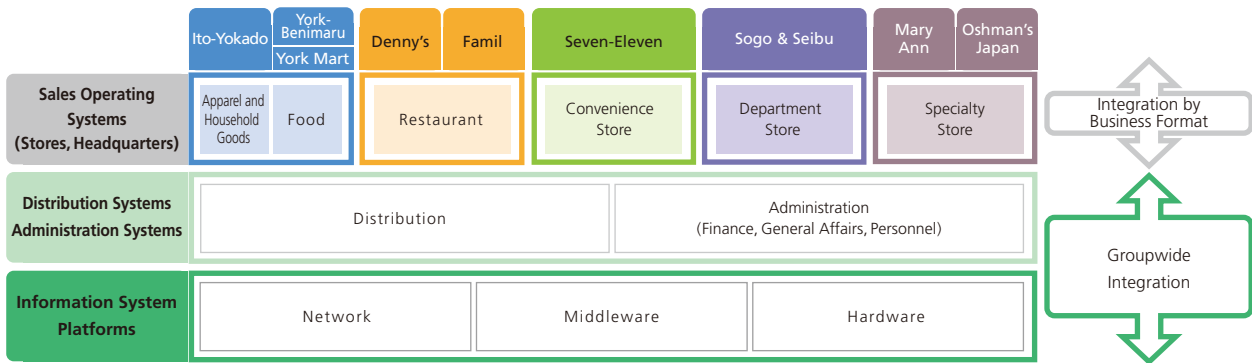 Ito-Yokado
York-
Benimaru
York Mart
Denny's
Famil
Seven-Eleven
Sogo & Seibu
Mary
Ann
Oshman's
Japan
Sales Operating
Systems
(Stores, Headquarters)
Apparel and
Household
Goods
Food
Restaurant
Convenience
Store
Department
Store
Specialty
Store
Integration by
Business Format
Distribution Systems
Administration Systems
Distribution
Administration
(Finance, General Affairs, Personnel)
Groupwide
Integration
Information System
Platforms
Network
Middleware
Hardware